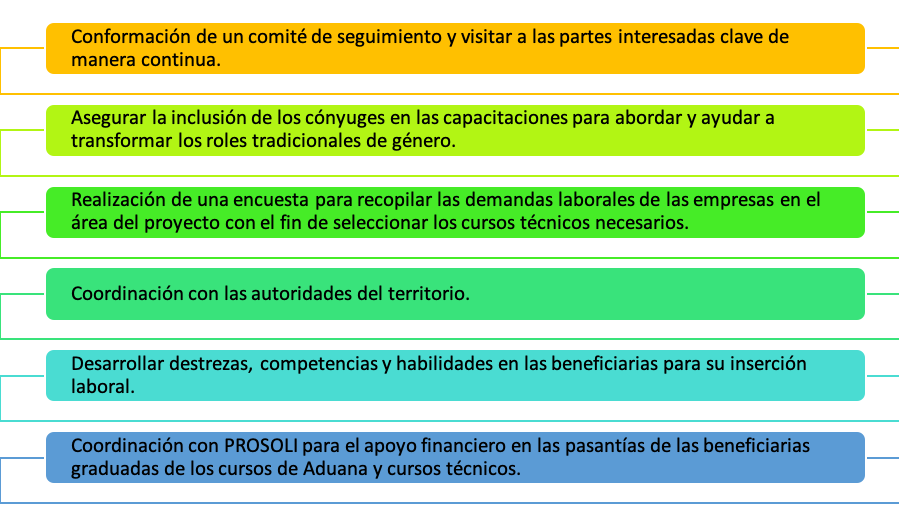 Conformación de un comité de seguimiento y visitar a las partes interesadas clave de
manera continua.
Asegurar la inclusión de los cónyuges en las capacitaciones para abordar y ayudar a
transformar los roles tradicionales de género.
Realización de una encuesta para recopilar las demandas laborales de las empresas en el
área del proyecto con el fin de seleccionar los cursos técnicos necesarios.
Coordinación con las autoridades del territorio.
Desarrollar destrezas, competencias y habilidades en las beneficiarias para su inserción
laboral.
Coordinación con PROSOLI para el apoyo financiero en las pasantías de las beneficiarias
graduadas de los cursos de Aduana y cursos técnicos.